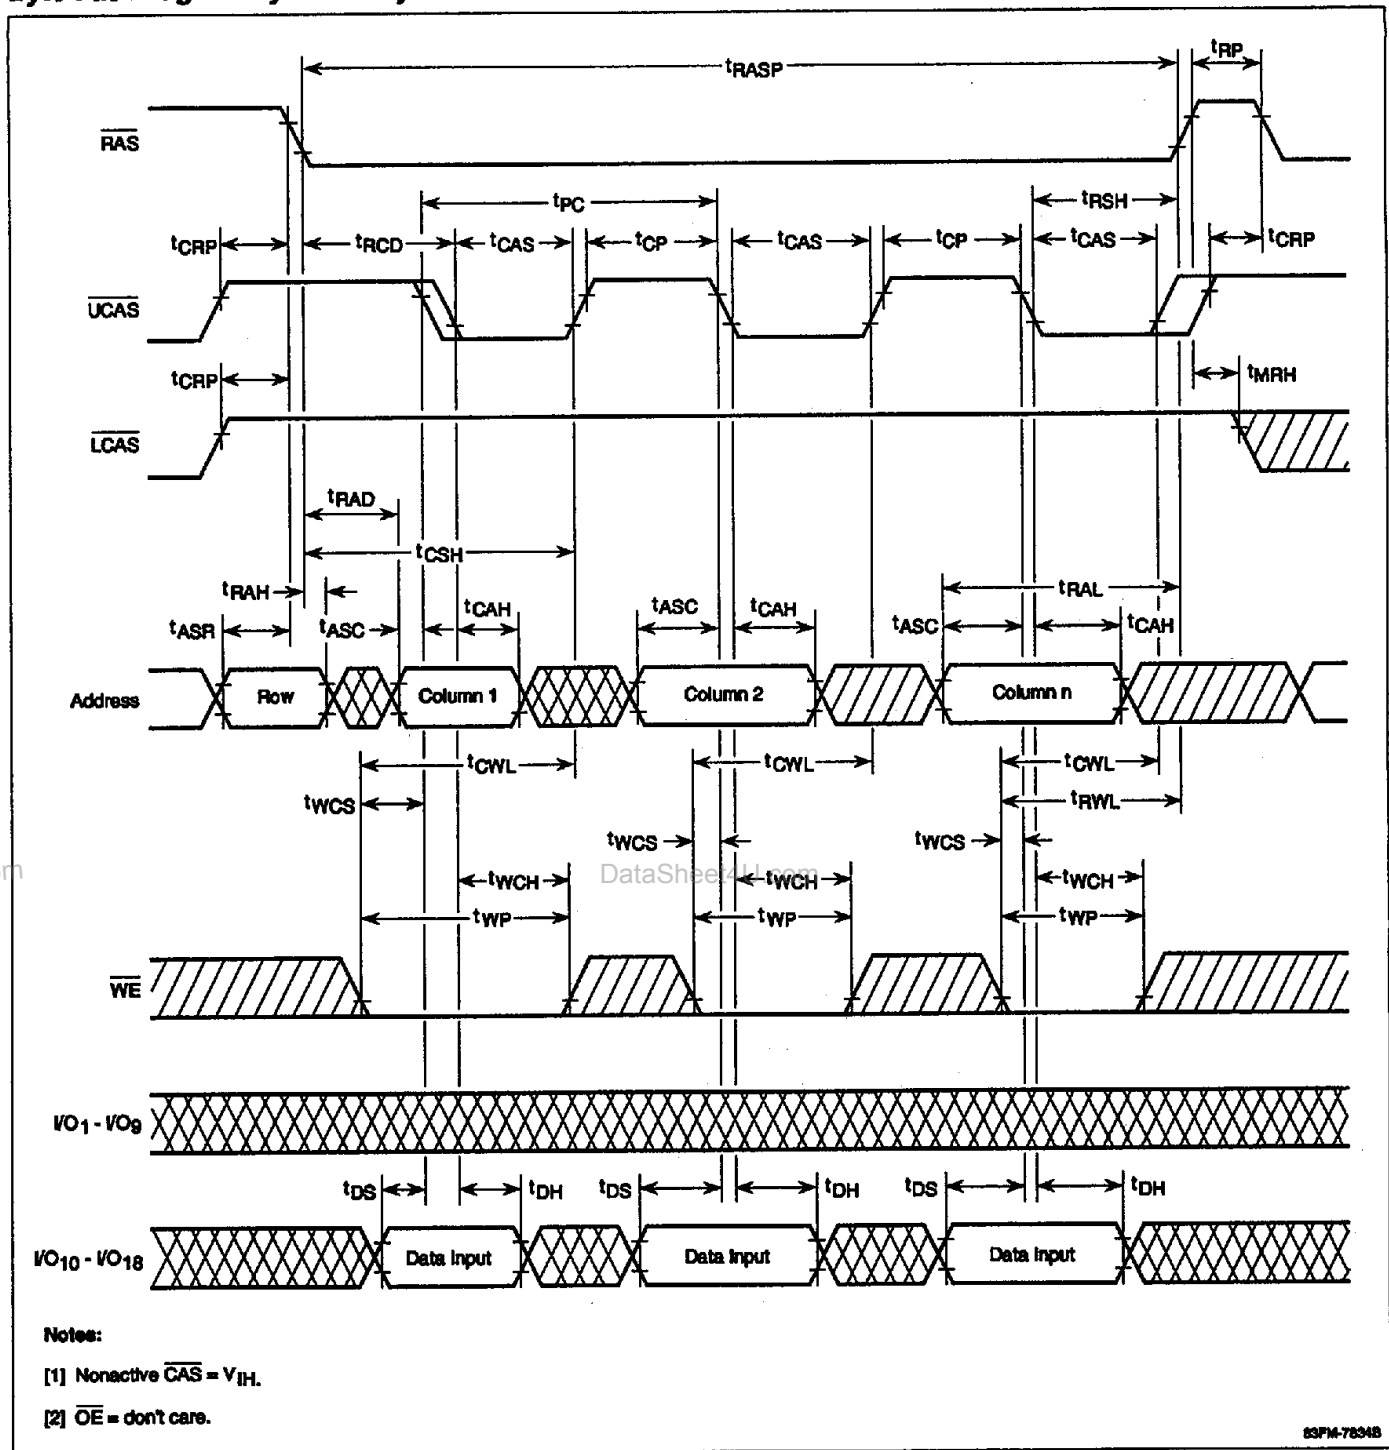 tRP
tRASP
RAS
tPC
tRSH
tCRP tRCD tCAS tCP tCAS tCP tCAS tCRP
UCAS
tCRP
tMRH
LCAS
tRAD
tCSH
tRAH
tRAL
tASR tASC tCAH tASC tCAH tASC tCAH
Address Row Column 1 Column 2 Column n
tCWL tCWL tCWL
tWCS tRWL
tWCS tWCS
tWCH tWCH tWCH
DataSheet4U.com
tWP tWP tWP
WE
I/O1 - I/O9
tDS tDH tDS tDH tDS tDH
I/O10 - I/O18 Data Input Data Input Data Input
Notes:
[1] Nonactive CAS = VIH.
[2] OE = don't care.
83FM-7834B